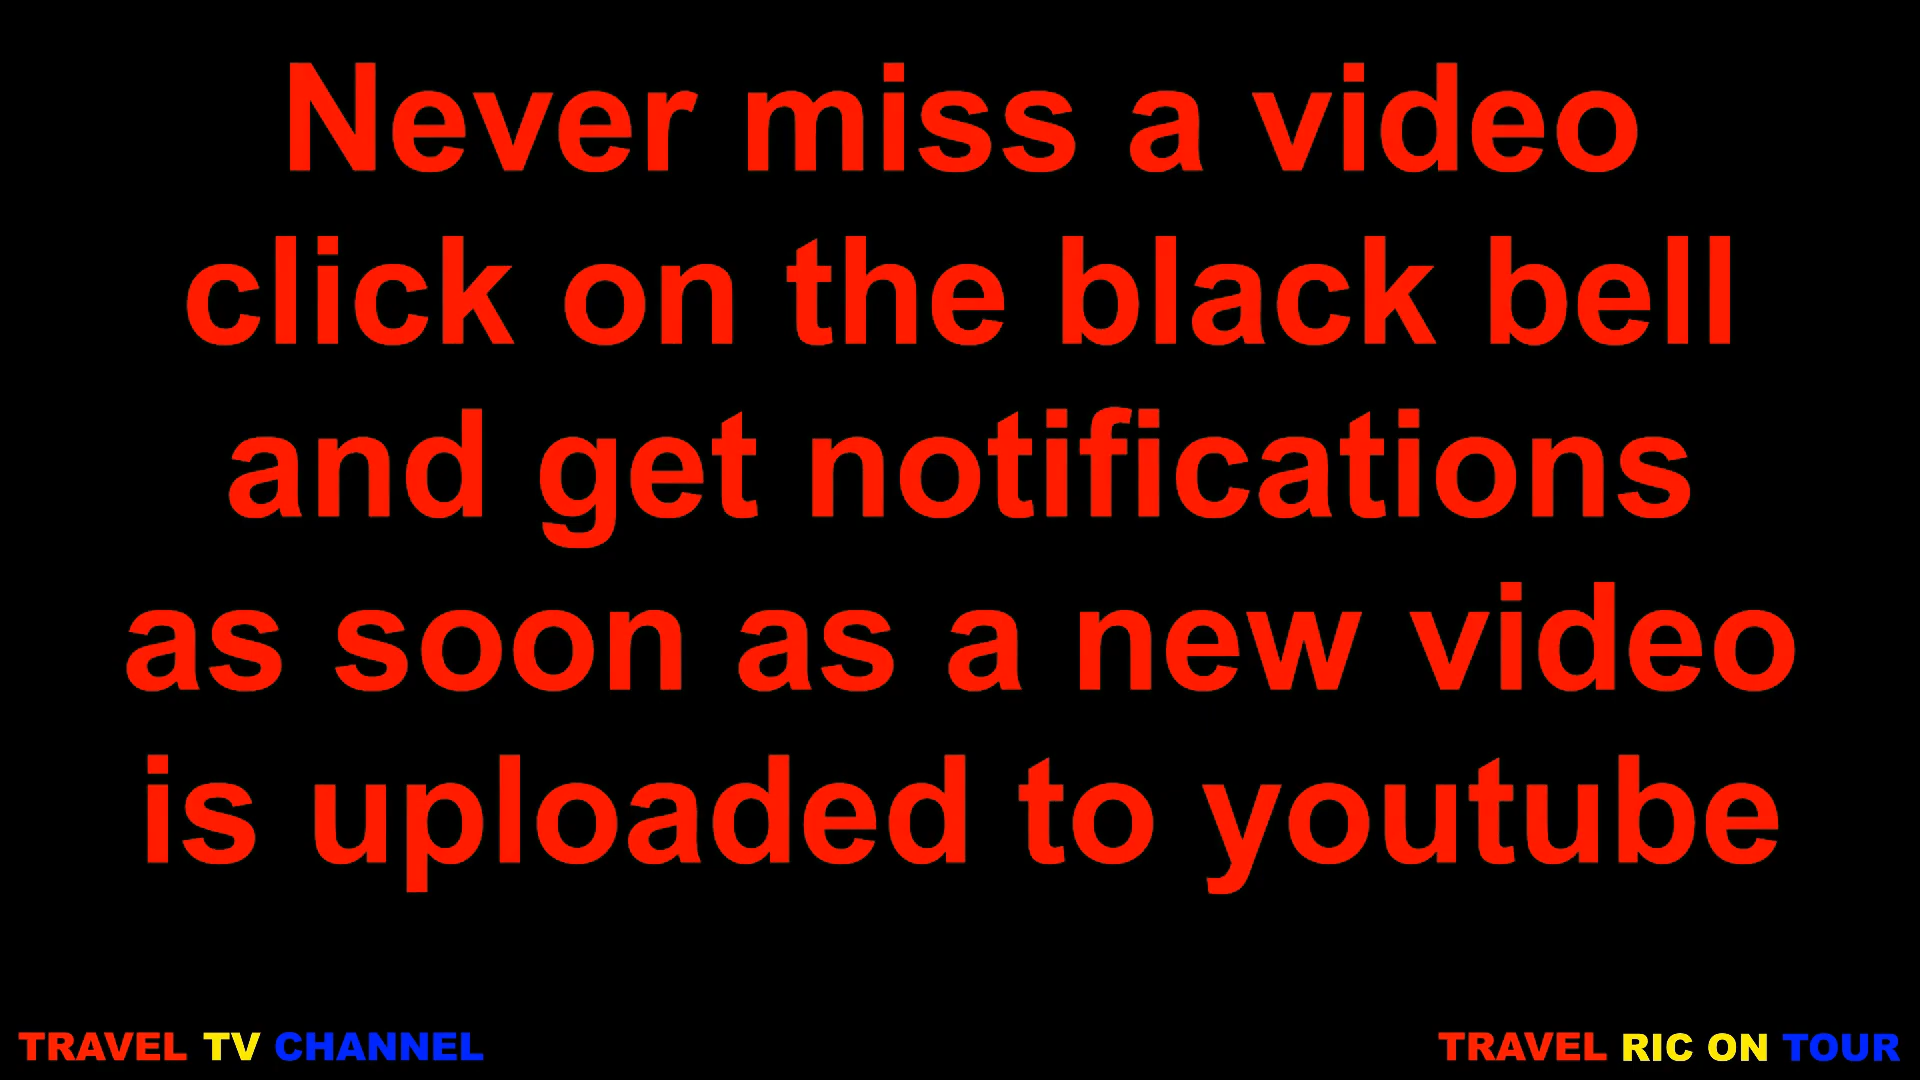 Never miss a video
click on the black bell
and get notifications
as soon as a new video
is uploaded to youtube
TRAVEL TV CHANNEL
TRAVEL RIC ON TOUR